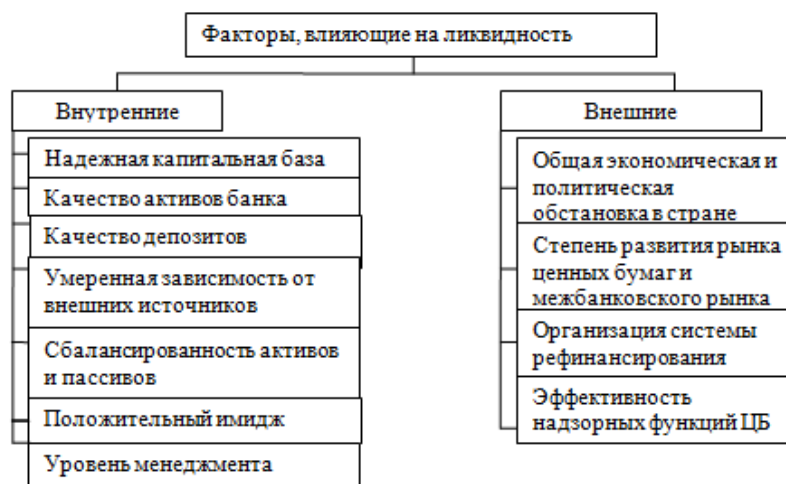 Факторы, влияющие на ликвидность
Внутренние
Надежная капитальная база
Качество активов банка
Качество депозитов
Умеренная зависимость от
внешних источников
Сбалансированность активов
и пассивов
Положительный имидж
Уровень менеджмента
Внешние
Общая экономическая и
политическая
обстановка в стране
Степень развития рынка
ценных бумаг и
межбанковского рынка
Организация системы
рефинансирования
Эффективность
надзорных функций ЦБ